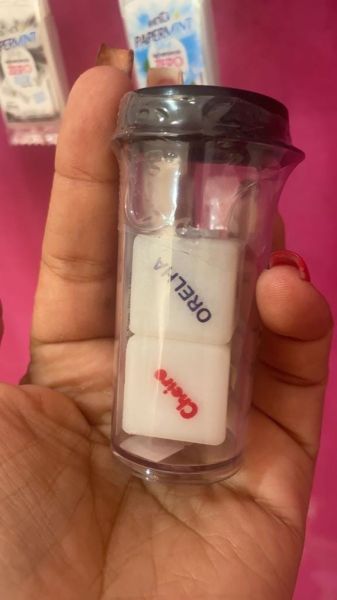 PAPERMINT
ZERO
PAPERMINT
ZERO
ORELHA
Cheiro